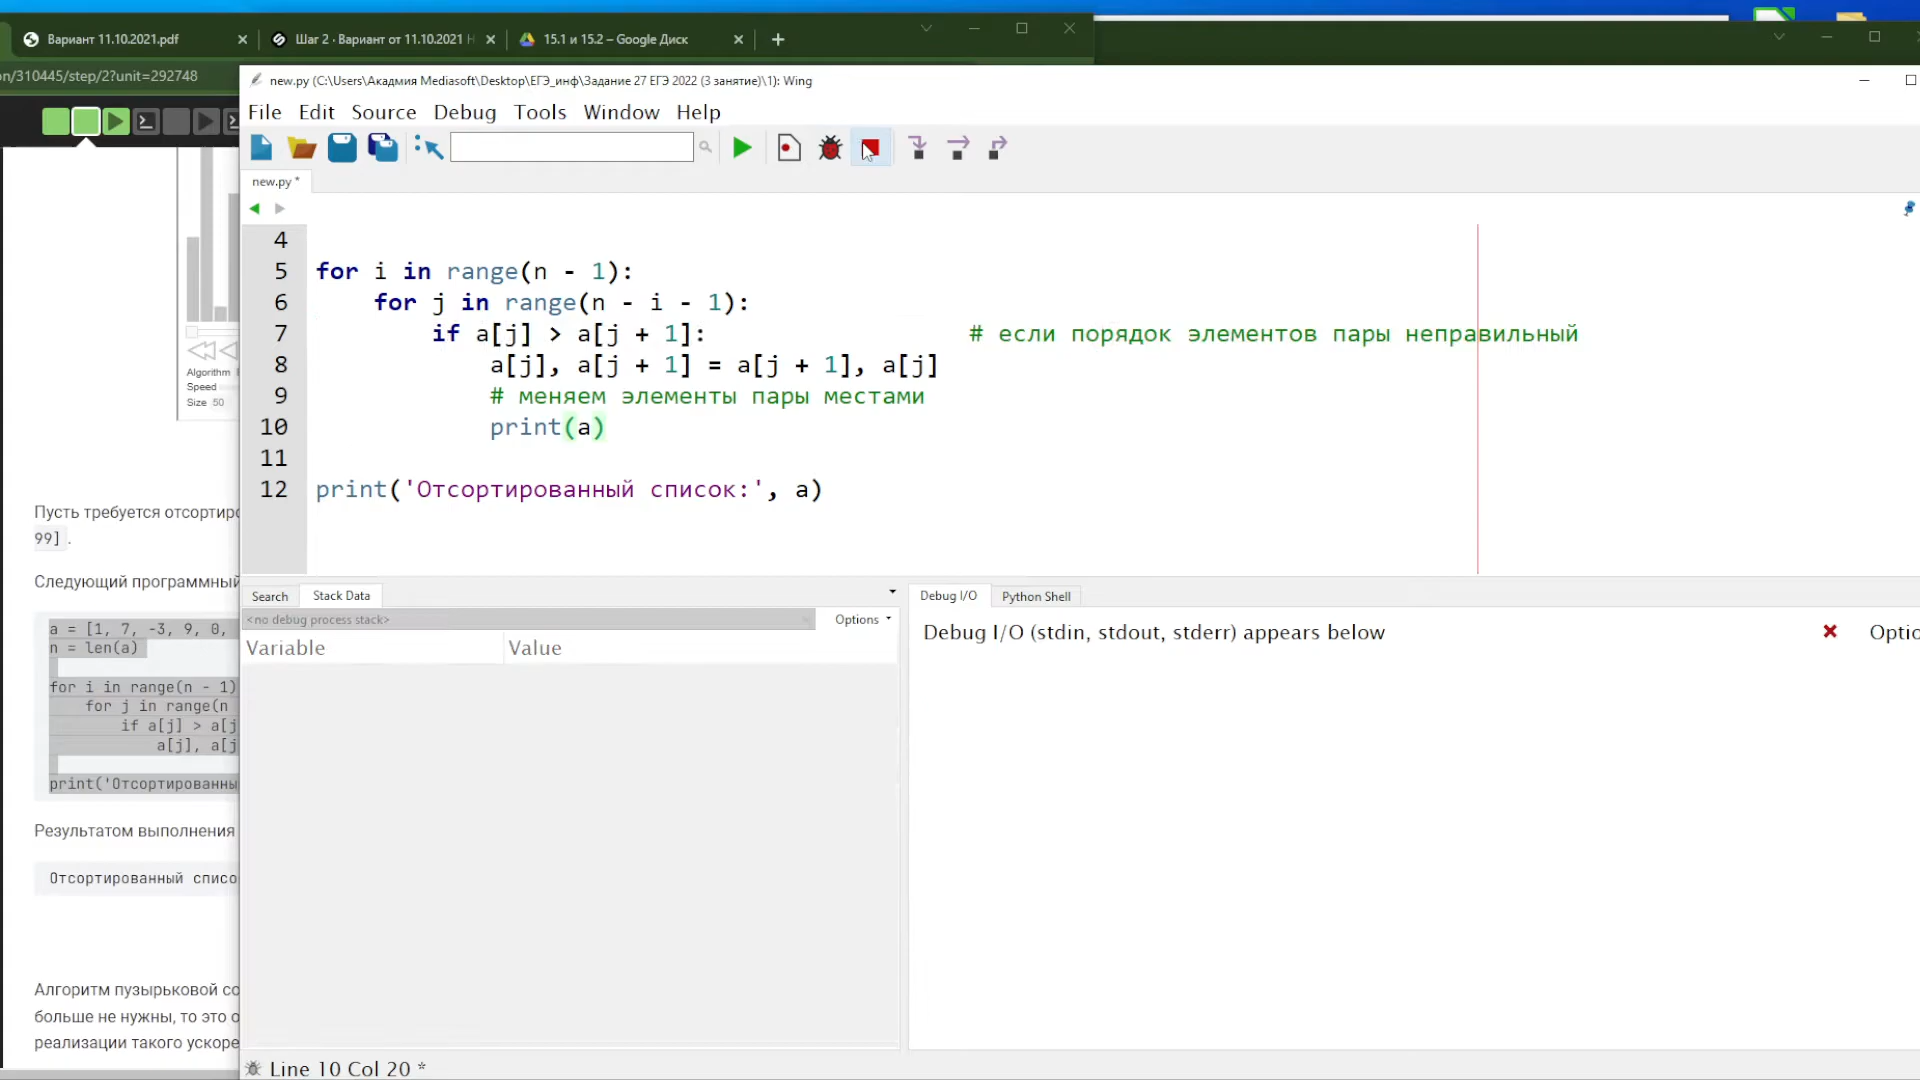 Вариант 11.10.2021.pdf
Шаг 2 · Вариант от 11.10.2021
15.1 и 15.2 – Google Диск
on/310445/step/2?unit=292748
new.py (C:\Users\Акадмия Mediasoft\Desktop\ЕГЭ_инф\Задание 27 ЕГЭ 2022 (3 занятие)\1): Wing
File Edit Source Debug Tools Window Help
new.py *
4
5 for i in range(n - 1):
6 for j in range(n - i - 1):
7 if a[j] > a[j + 1]: # если порядок элементов пары неправильный
8 a[j], a[j + 1] = a[j + 1], a[j]
9 # меняем элементы пары местами
10 print(a)
11
12 print('Отсортированный список:', a)
Algorithm
Speed
Size 50
Пусть требуется отсортиро
99] .
Следующий программный
a = [1, 7, -3, 9, 0,
n = len(a)
for i in range(n - 1)
for j in range(n
if a[j] > a[j
a[j], a[j
print('Отсортированны
Результатом выполнения
Отсортированный списо
Алгоритм пузырьковой со
больше не нужны, то это о
реализации такого ускоре
Search Stack Data
<no debug process stack> Options
Variable Value
Debug I/O Python Shell
Debug I/O (stdin, stdout, stderr) appears below Optio
Line 10 Col 20 *